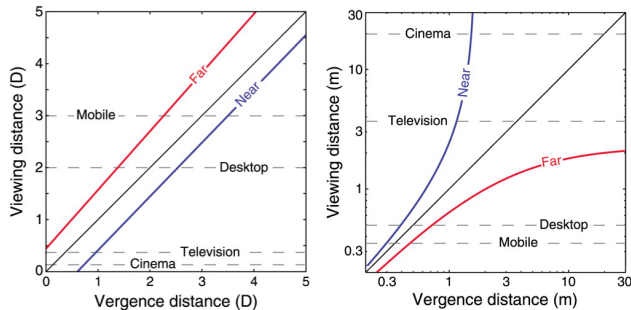 5
4
3
2
1
0
Viewing distance (D)
Far
Near
Mobile
Desktop
Television
Cinema
0
1
2
3
4
5
Vergence distance (D)
30
10
3
1
0.3
Viewing distance (m)
Cinema
Near
Television
Far
Desktop
Mobile
0.3
1
3
10
30
Vergence distance (m)